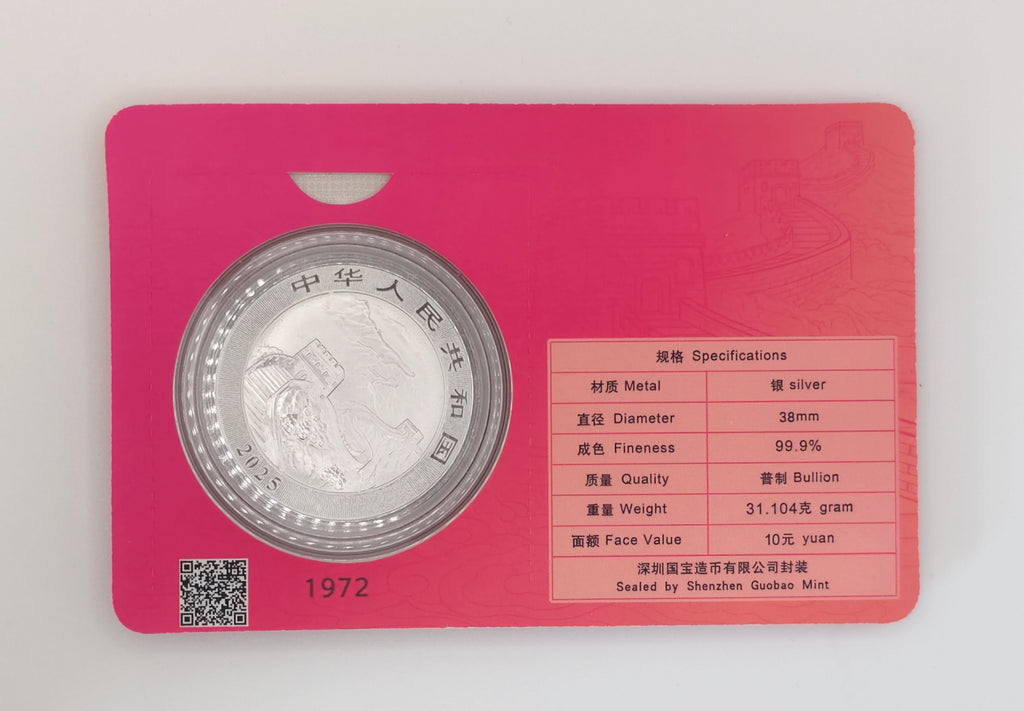 中华人民共和国
2025
1972
规格 Specifications
材质 Metal 银 silver
直径 Diameter 38mm
成色 Fineness 99.9%
质量 Quality 普制 Bullion
重量 Weight 31.104克 gram
面额 Face Value 10元 yuan
深圳国宝造币有限公司封装
Sealed by Shenzhen Guobao Mint